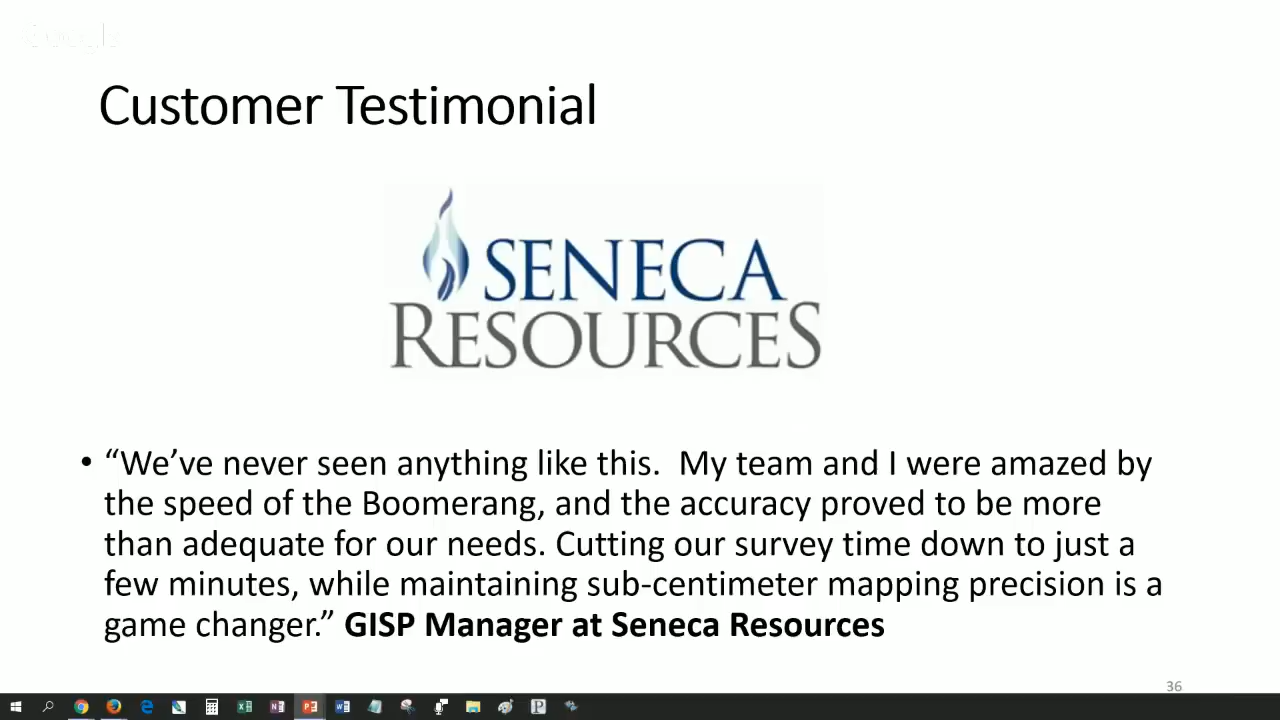 Google
Customer Testimonial
SENECA
RESOURCES
• “We’ve never seen anything like this.  My team and I were amazed by
the speed of the Boomerang, and the accuracy proved to be more
than adequate for our needs. Cutting our survey time down to just a
few minutes, while maintaining sub-centimeter mapping precision is a
game changer.” GISP Manager at Seneca Resources
36